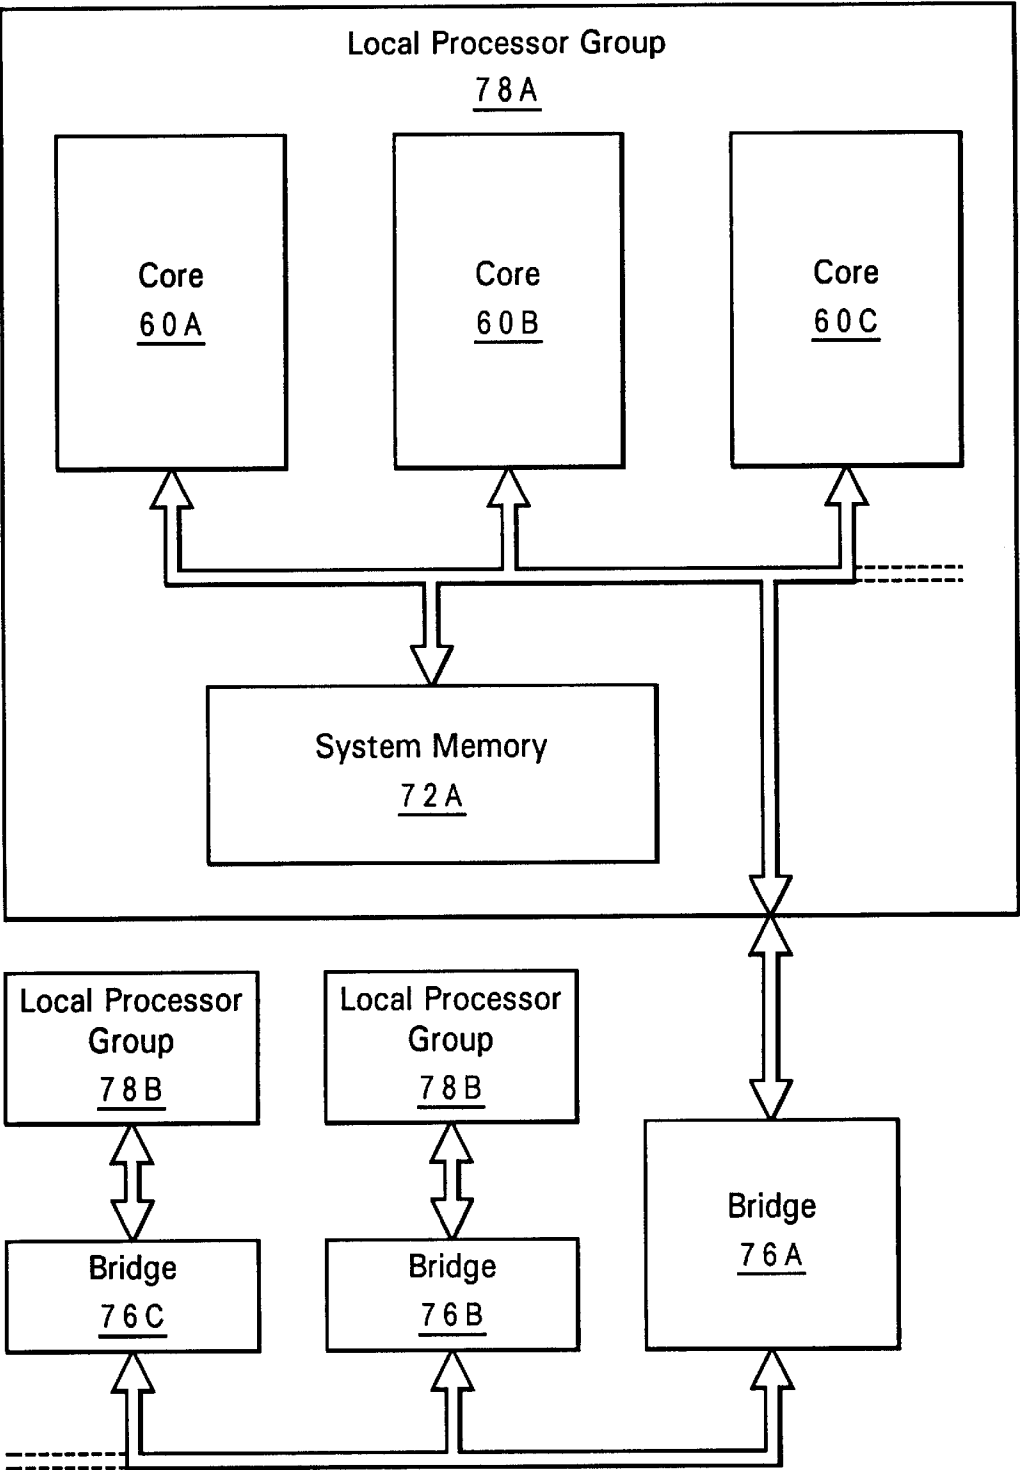 Local Processor Group
78A
Core
60A
Core
60B
Core
60C
System Memory
72A
Local Processor
Group
78B
Local Processor
Group
78B
Bridge
76A
Bridge
76C
Bridge
76B